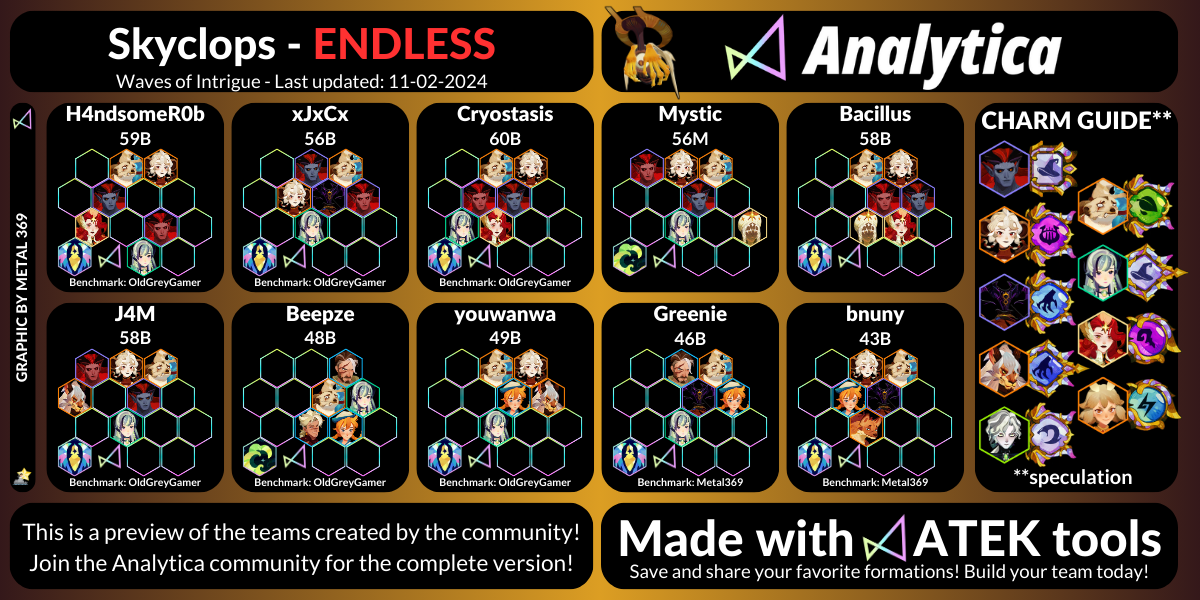 Skyclops - ENDLESS
Waves of Intrigue - Last updated: 11-02-2024
Analytica
GRAPHIC BY METAL 369
H4ndsomeR0b
59B
Benchmark: OldGreyGamer
xJxCx
56B
Benchmark: OldGreyGamer
Cryostasis
60B
Benchmark: OldGreyGamer
Mystic
56M
Bacillus
58B
J4M
58B
Benchmark: OldGreyGamer
Beepze
48B
Benchmark: OldGreyGamer
youwanwa
49B
Benchmark: OldGreyGamer
Greenie
46B
Benchmark: Metal369
bnuny
43B
Benchmark: Metal369
CHARM GUIDE**
**speculation
This is a preview of the teams created by the community!
Join the Analytica community for the complete version!
Made with ATEK tools
Save and share your favorite formations! Build your team today!